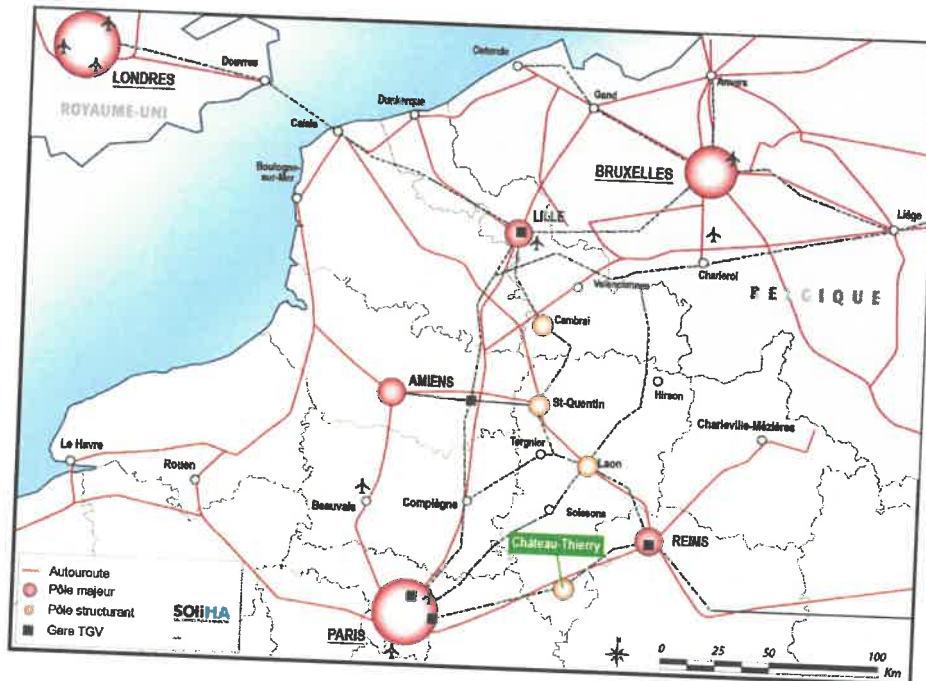 LONDRES
ROYAUME-UNI
Douvres
Calais
Dunkerque
Boulogne-
sur-Mer
Ostende
Gand
Anvers
BRUXELLES
LILLE
Liège
Charleroi
Valenciennes
BELGIQUE
Cambrai
AMIENS
St-Quentin
Hirson
Charleville-Mézières
Tergnier
Laon
Le Havre
Rouen
Beauvais
Compiègne
Soissons
Château-Thierry
REIMS
PARIS
Autoroute
Pôle majeur
Pôle structurant
Gare TGV
SOLiHA
0 25 50 100
Km